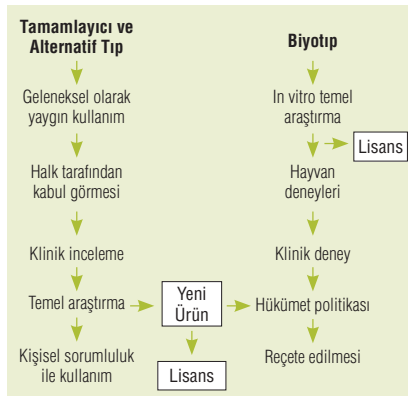 Tamamlayıcı ve
Alternatif Tıp
Geleneksel olarak
yaygın kullanım
Halk tarafından
kabul görmesi
Klinik inceleme
Temel araştırma
Kişisel sorumluluk
ile kullanım
Yeni
Ürün
Lisans
Biyotıp
In vitro temel
araştırma
Lisans
Hayvan
deneyleri
Klinik deney
Hükümet politikası
Reçete edilmesi